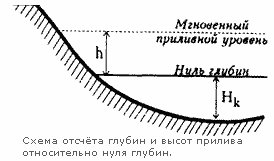 Мгновенный
приливной уровень
h
Нуль глубин
Hk
Схема отсчёта глубин и высот прилива
относительно нуля глубин.